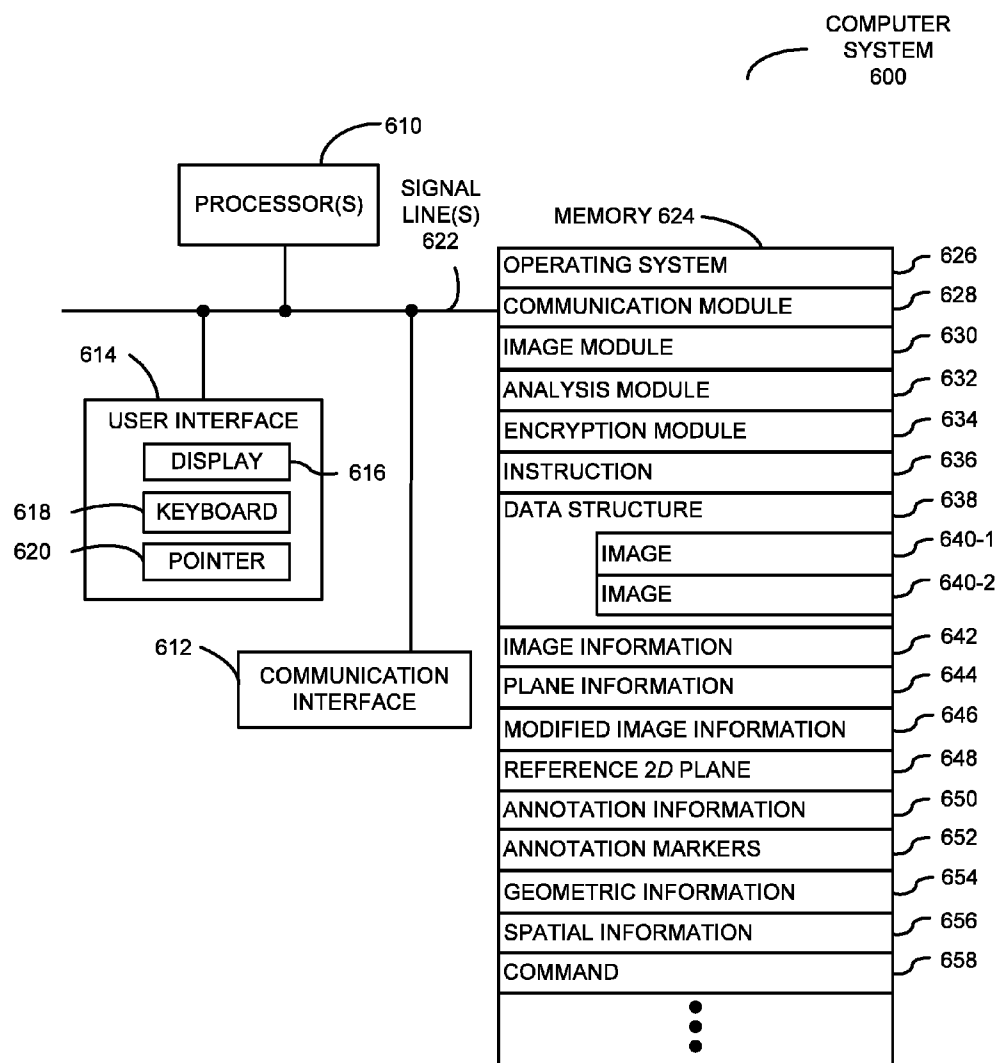 COMPUTER
SYSTEM
600
610
PROCESSOR(S)
SIGNAL
LINE(S)
622
MEMORY 624
OPERATING SYSTEM
626
COMMUNICATION MODULE
628
IMAGE MODULE
630
ANALYSIS MODULE
632
ENCRYPTION MODULE
634
INSTRUCTION
636
DATA STRUCTURE
638
IMAGE
640-1
IMAGE
640-2
IMAGE INFORMATION
642
PLANE INFORMATION
644
MODIFIED IMAGE INFORMATION
646
REFERENCE 2D PLANE
648
ANNOTATION INFORMATION
650
ANNOTATION MARKERS
652
GEOMETRIC INFORMATION
654
SPATIAL INFORMATION
656
COMMAND
658
614
USER INTERFACE
DISPLAY
616
618
KEYBOARD
620
POINTER
612
COMMUNICATION
INTERFACE